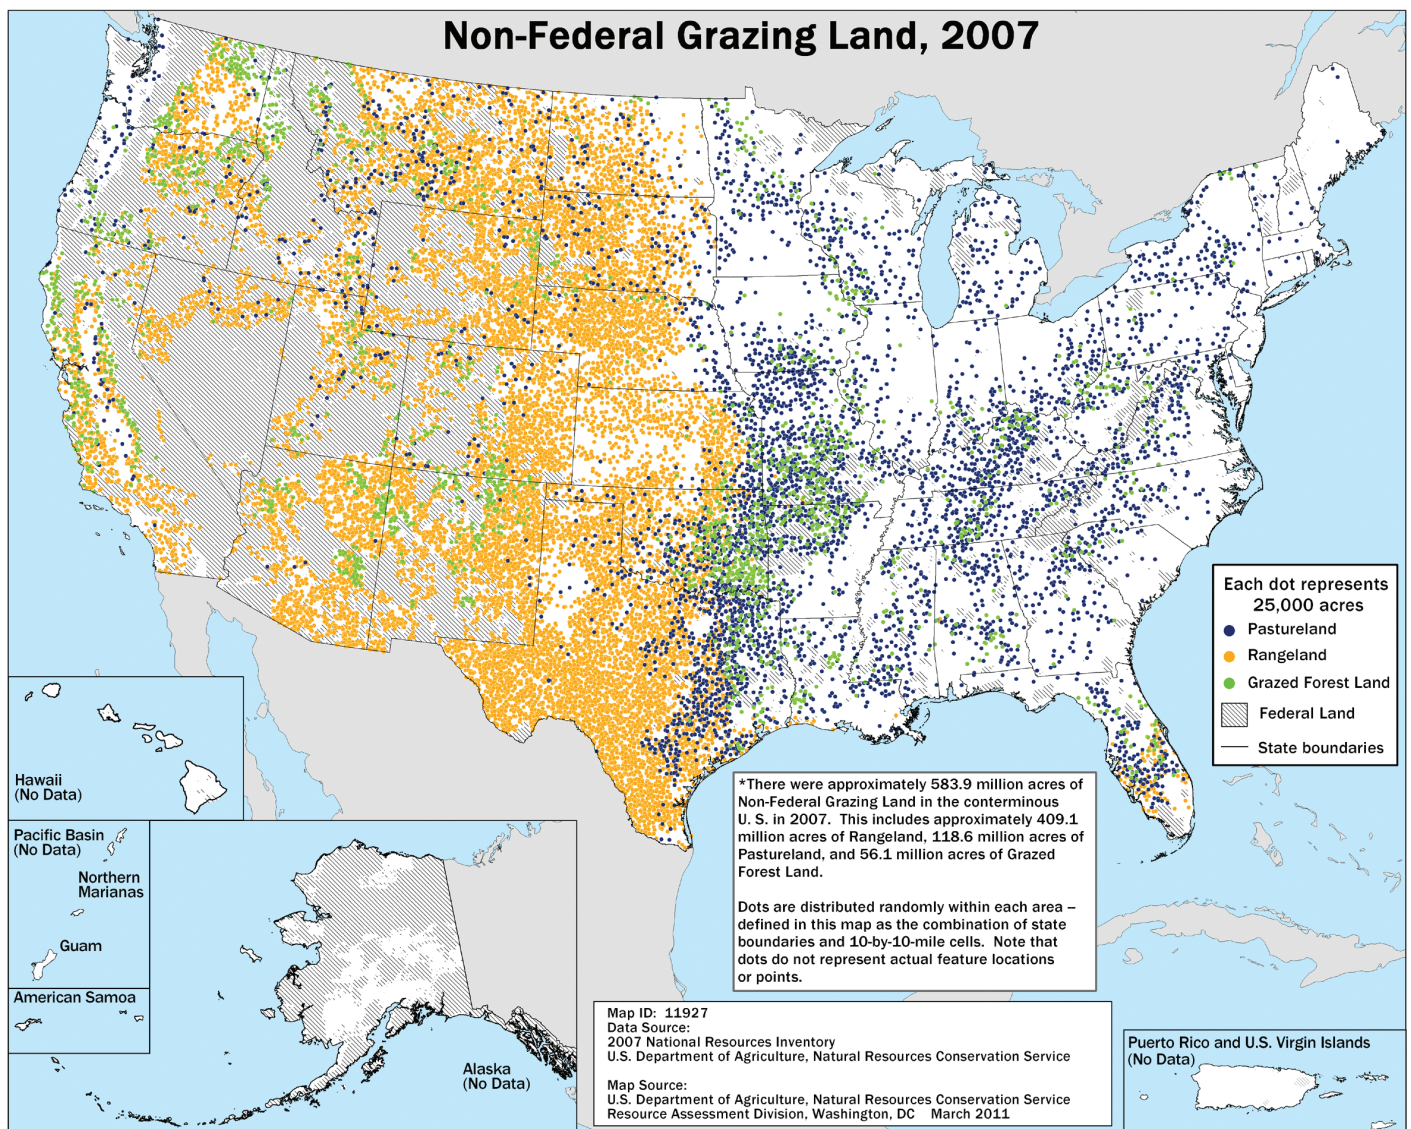 Non-Federal Grazing Land, 2007
Each dot represents
25,000 acres
Pastureland
Rangeland
Grazed Forest Land
Federal Land
State boundaries
Hawaii
(No Data)
*There were approximately 583.9 million acres of
Non-Federal Grazing Land in the conterminous
U. S. in 2007.  This includes approximately 409.1
million acres of Rangeland, 118.6 million acres of
Pastureland, and 56.1 million acres of Grazed
Forest Land.
Dots are distributed randomly within each area –
defined in this map as the combination of state
boundaries and 10-by-10-mile cells.  Note that
dots do not represent actual feature locations
or points.
Pacific Basin
(No Data)
Northern
Marianas
Guam
American Samoa
Alaska
(No Data)
Map ID:  11927
Data Source:
2007 National Resources Inventory
U.S. Department of Agriculture, Natural Resources Conservation Service
Map Source:
U.S. Department of Agriculture, Natural Resources Conservation Service
Resource Assessment Division, Washington, DC    March 2011
Puerto Rico and U.S. Virgin Islands
(No Data)